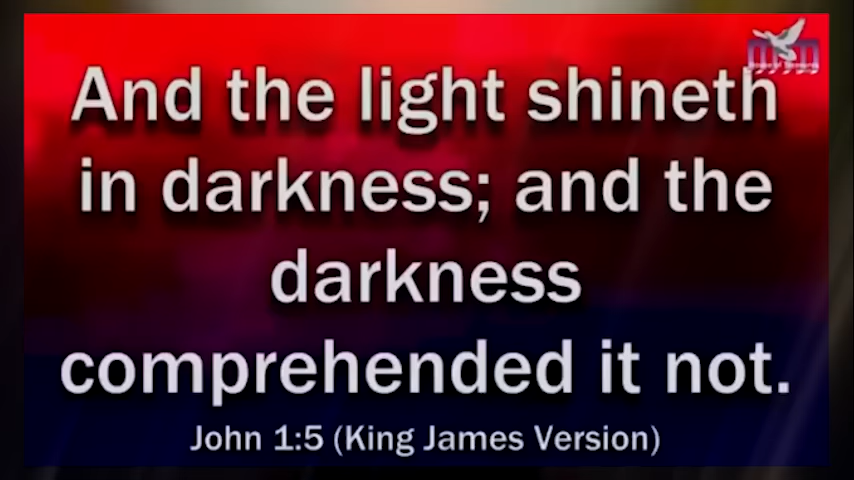 And the light shineth
in darkness; and the
darkness
comprehended it not.
John 1:5 (King James Version)